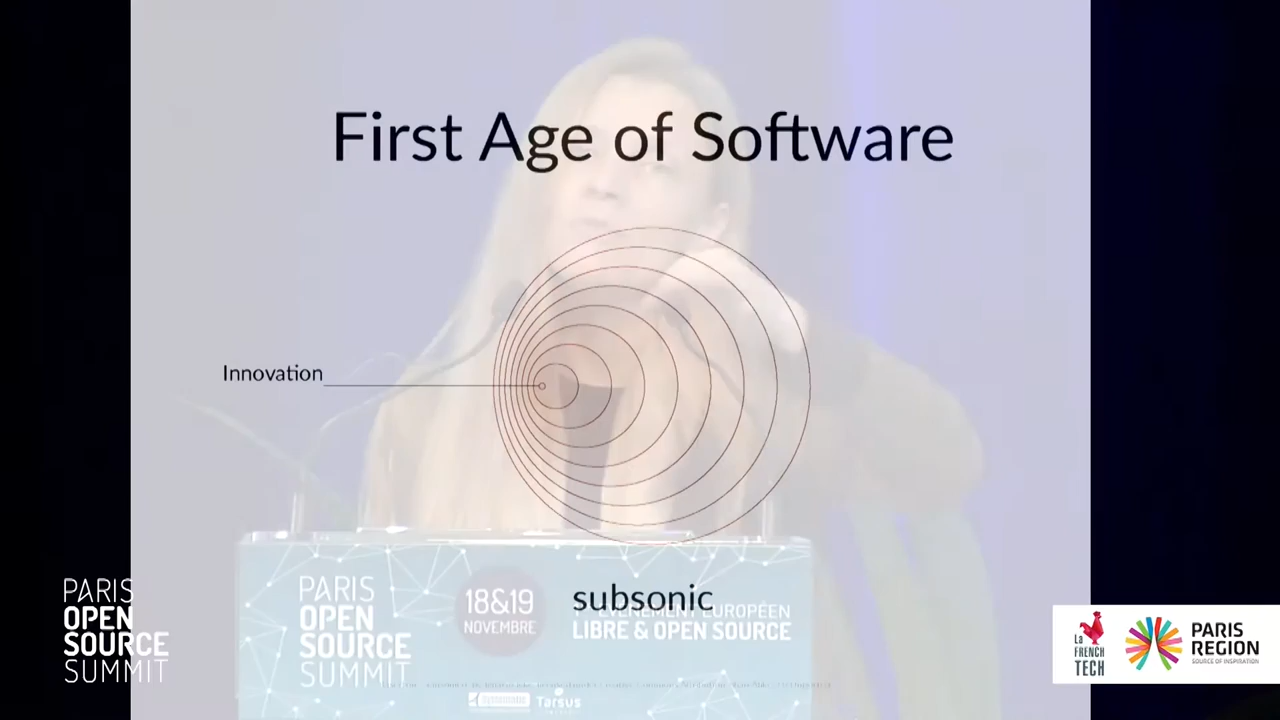 First Age of Software
Innovation
subsonic
PARIS
OPEN
SOURCE
SUMMIT
PARIS
OPEN
SOURCE
SUMMIT
18&19
NOVEMBRE
ÉVÉNEMENT EUROPÉEN
LIBRE & OPEN SOURCE
Tarsus
La
FRENCH
TECH
PARIS
REGION
SOURCE OF INSPIRATION